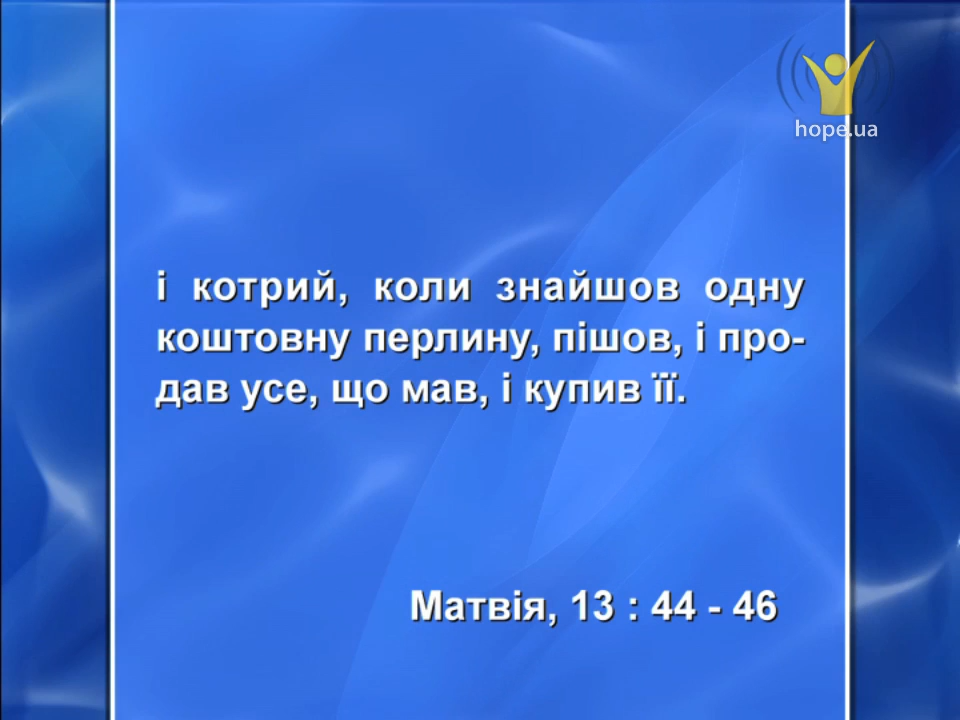 hope.ua
і котрий, коли знайшов одну
коштовну перлину, пішов, і про-
дав усе, що мав, і купив її.
Матвія, 13 : 44 - 46